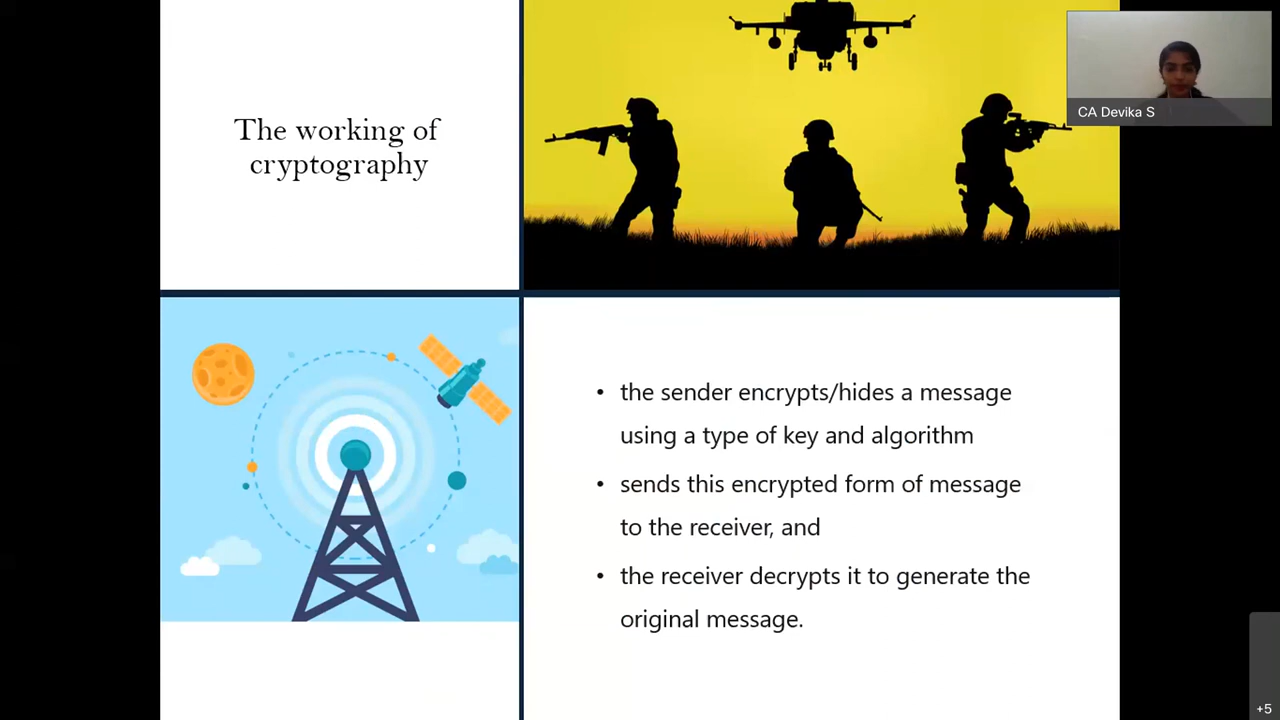 The working of
cryptography
CA Devika S
• the sender encrypts/hides a message
using a type of key and algorithm
• sends this encrypted form of message
to the receiver, and
• the receiver decrypts it to generate the
original message.
+5